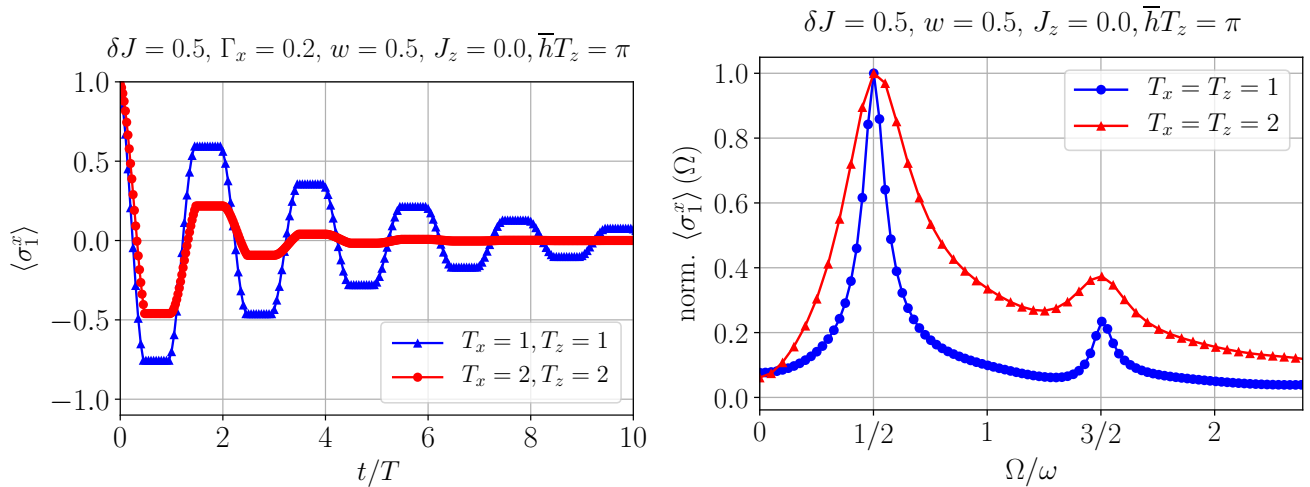 δJ = 0.5, Γ_x = 0.2, w = 0.5, J_z = 0.0, h̅T_z = π
⟨σ₁ˣ⟩
1.0
0.5
0.0
−0.5
−1.0
T_x = 1, T_z = 1
T_x = 2, T_z = 2
0 2 4 6 8 10
t/T
δJ = 0.5, w = 0.5, J_z = 0.0, h̅T_z = π
norm. ⟨σ₁ˣ⟩(Ω)
1.0
0.8
0.6
0.4
0.2
0.0
T_x = T_z = 1
T_x = T_z = 2
0 1/2 1 3/2 2
Ω/ω